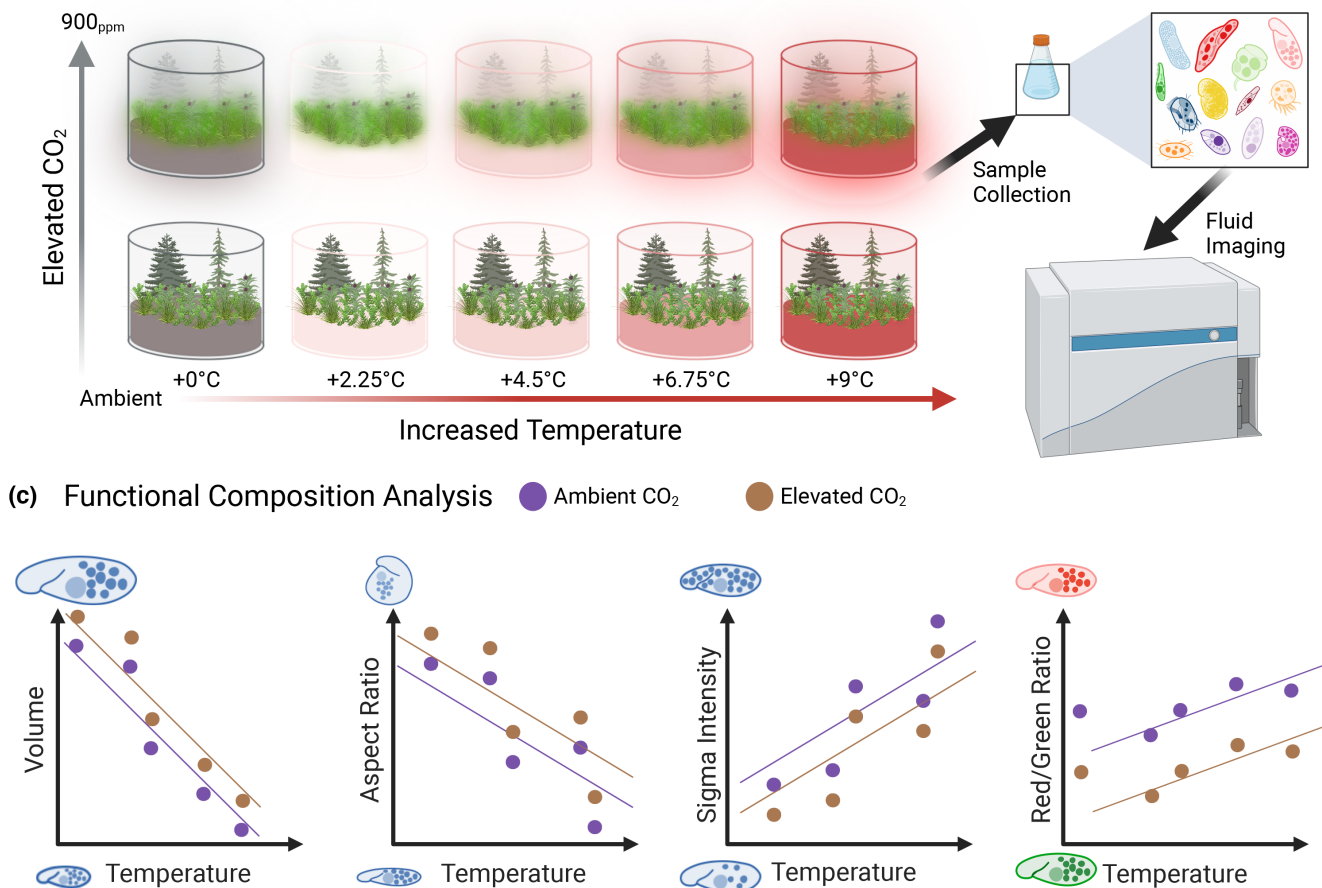 900ppm
Elevated CO₂
Sample
Collection
Fluid
Imaging
+0°C
+2.25°C
+4.5°C
+6.75°C
+9°C
Ambient
Increased Temperature
(c) Functional Composition Analysis
Ambient CO₂
Elevated CO₂
Volume
Temperature
Aspect Ratio
Temperature
Sigma Intensity
Temperature
Red/Green Ratio
Temperature